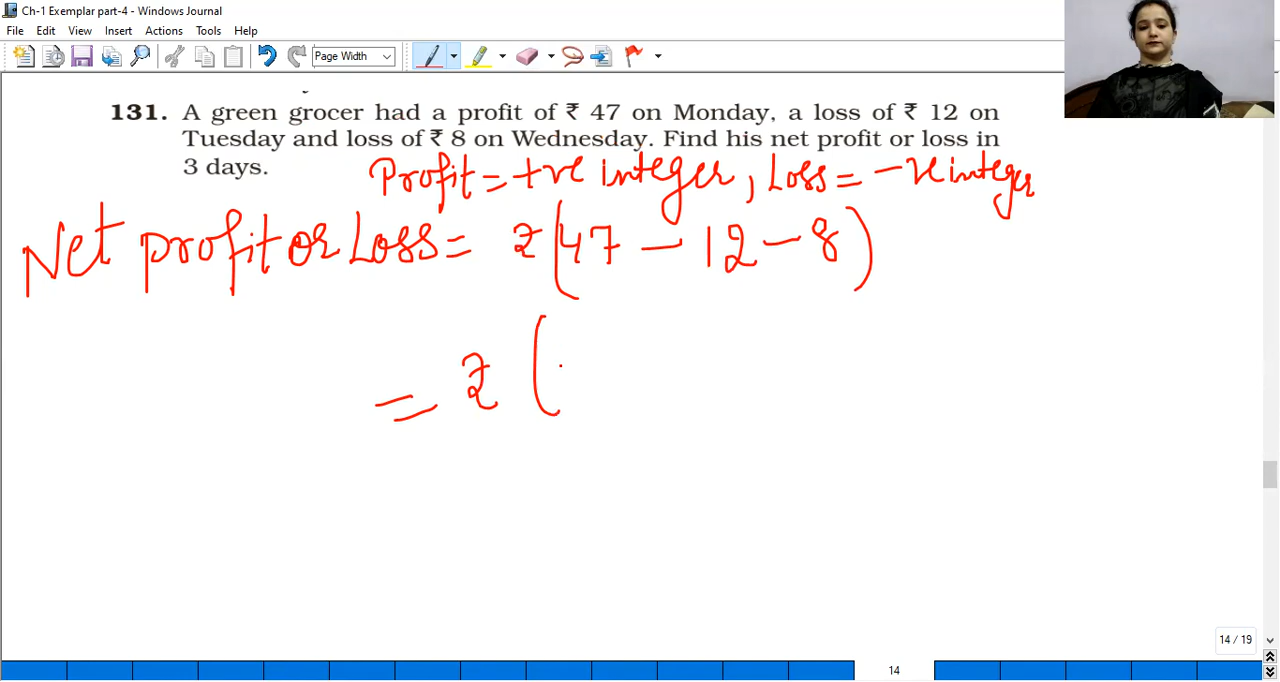 Ch-1 Exemplar part-4 - Windows Journal
File Edit View Insert Actions Tools Help
Page Width
131. A green grocer had a profit of ₹ 47 on Monday, a loss of ₹ 12 on
Tuesday and loss of ₹ 8 on Wednesday. Find his net profit or loss in
3 days.
Profit = +ve integer, Loss = -ve integer
Net profit or Loss = ₹ (47 - 12 - 8)
= ₹ (
14 / 19
14